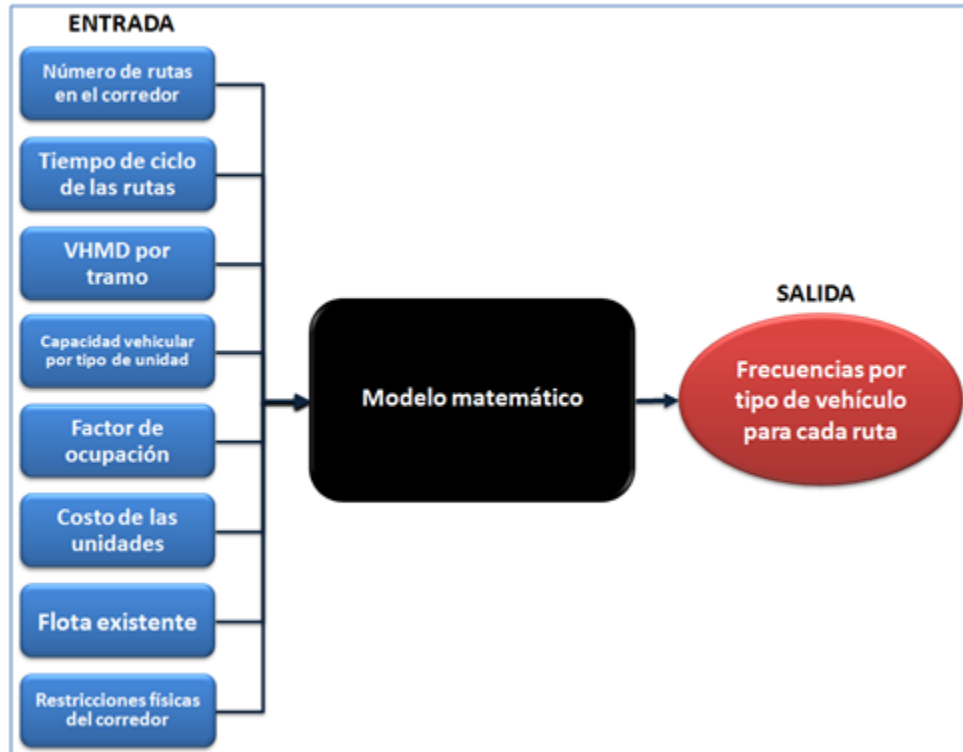 ENTRADA
Número de rutas
en el corredor
Tiempo de ciclo
de las rutas
VHMD por
tramo
Capacidad vehicular
por tipo de unidad
Factor de
ocupación
Costo de las
unidades
Flota existente
Restricciones físicas
del corredor
Modelo matemático
SALIDA
Frecuencias por
tipo de vehículo
para cada ruta